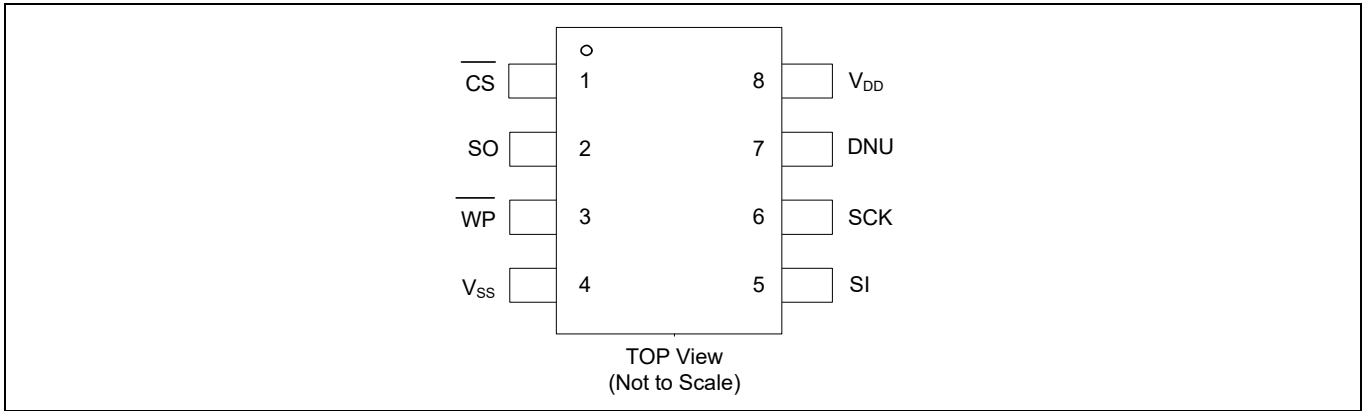 CS 1 8 VDD
SO 2 7 DNU
WP 3 6 SCK
VSS 4 5 SI
TOP View
(Not to Scale)